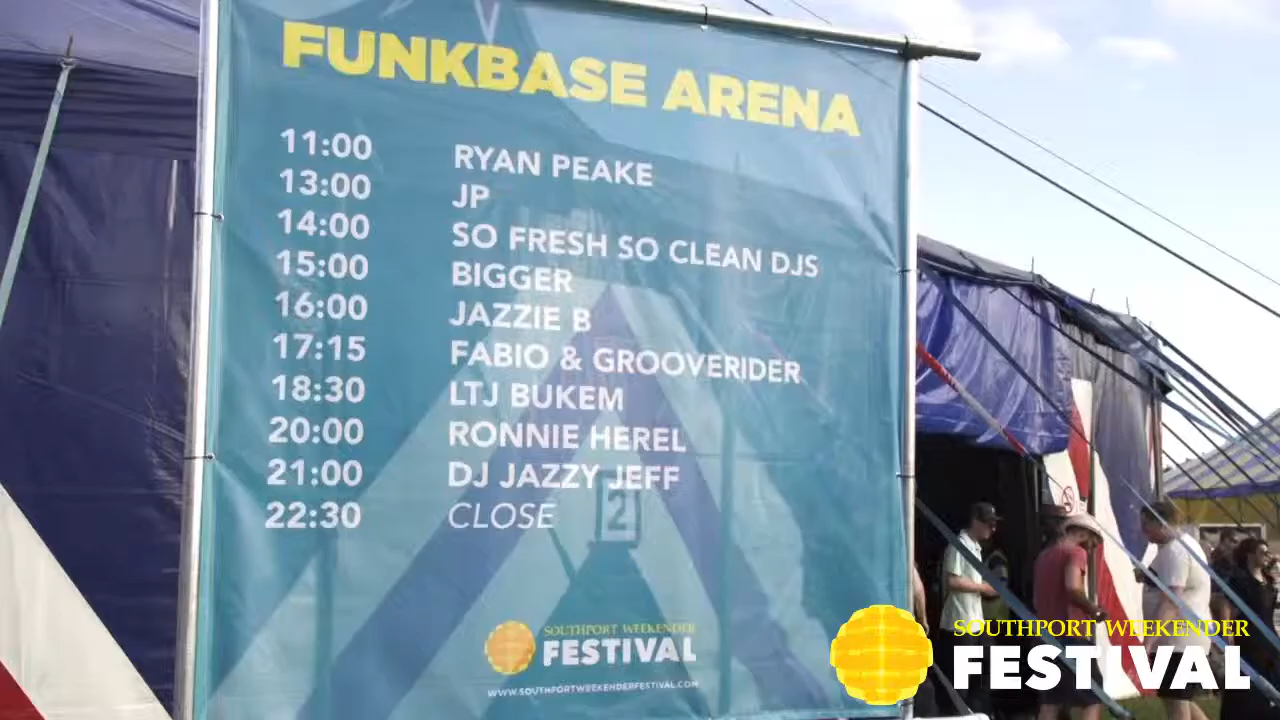 FUNKBASE ARENA
11:00 RYAN PEAKE
13:00 JP
14:00 SO FRESH SO CLEAN DJS
15:00 BIGGER
16:00 JAZZIE B
17:15 FABIO & GROOVERIDER
18:30 LTJ BUKEM
20:00 RONNIE HEREL
21:00 DJ JAZZY JEFF
22:30 CLOSE
2
SOUTHPORT WEEKENDER
FESTIVAL
WWW.SOUTHPORTWEEKENDERFESTIVAL.COM
SOUTHPORT WEEKENDER
FESTIVAL